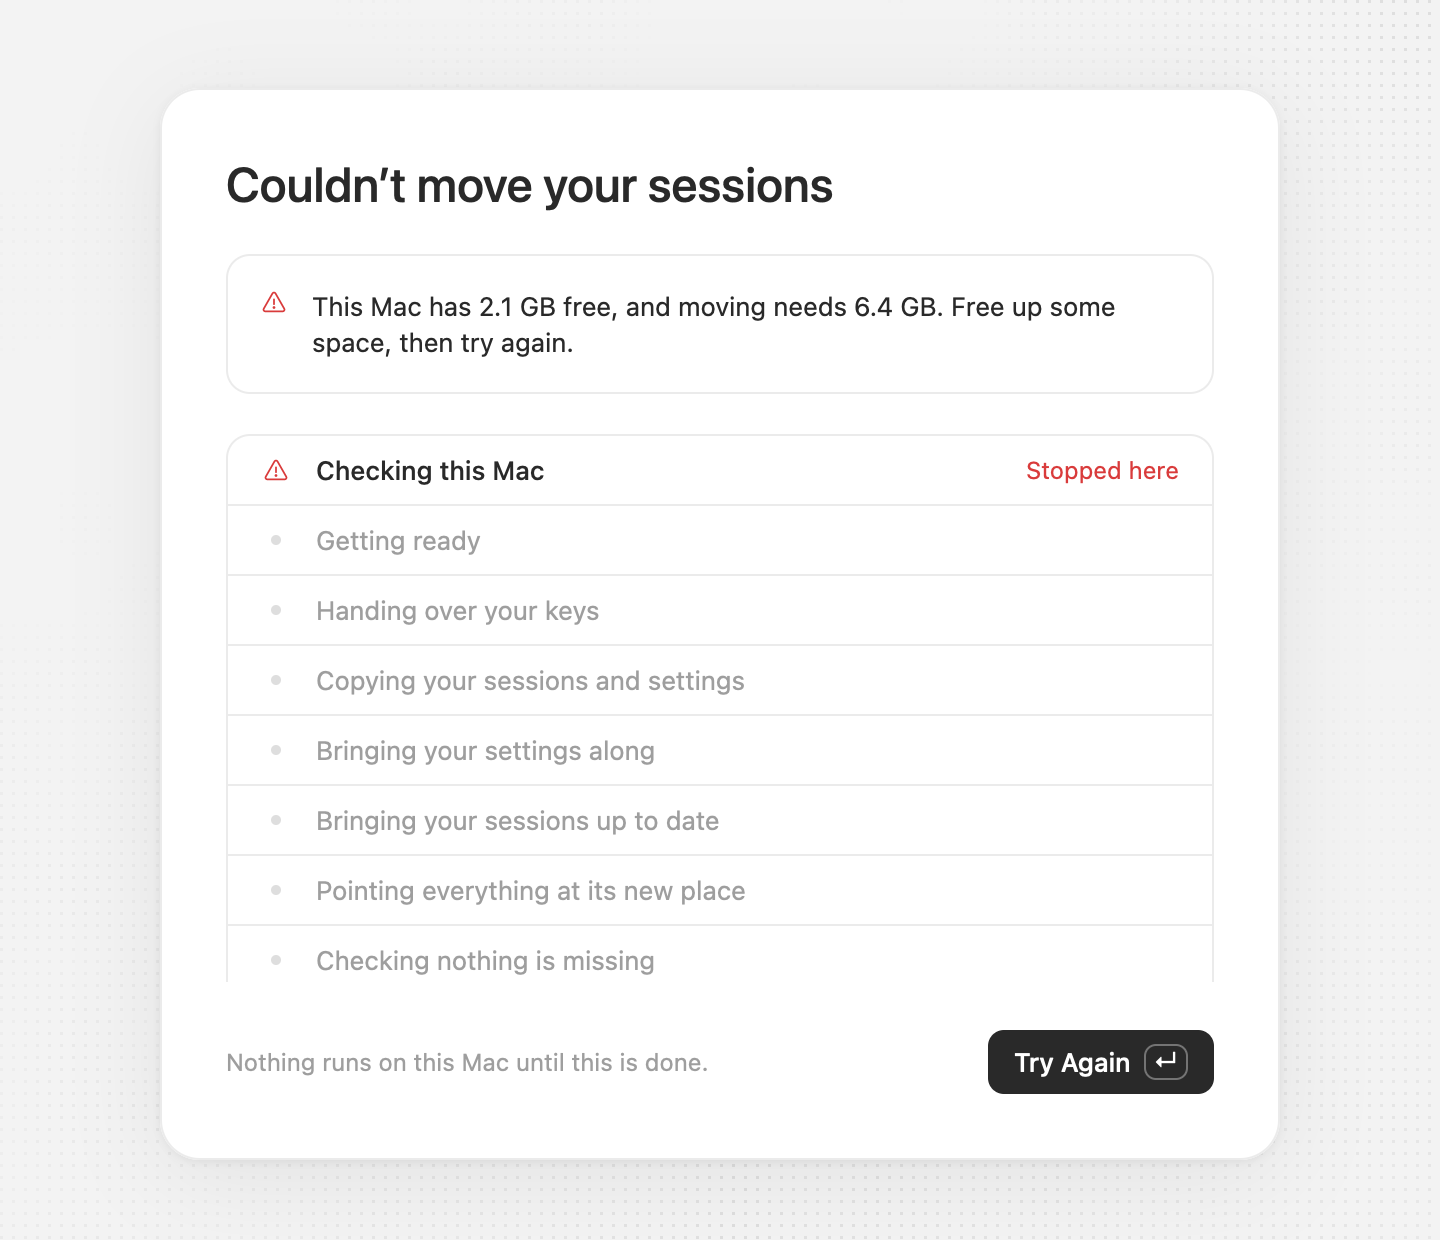 Couldn’t move your sessions
This Mac has 2.1 GB free, and moving needs 6.4 GB. Free up some
space, then try again.
Checking this Mac
Stopped here
Getting ready
Handing over your keys
Copying your sessions and settings
Bringing your settings along
Bringing your sessions up to date
Pointing everything at its new place
Checking nothing is missing
Nothing runs on this Mac until this is done.
Try Again